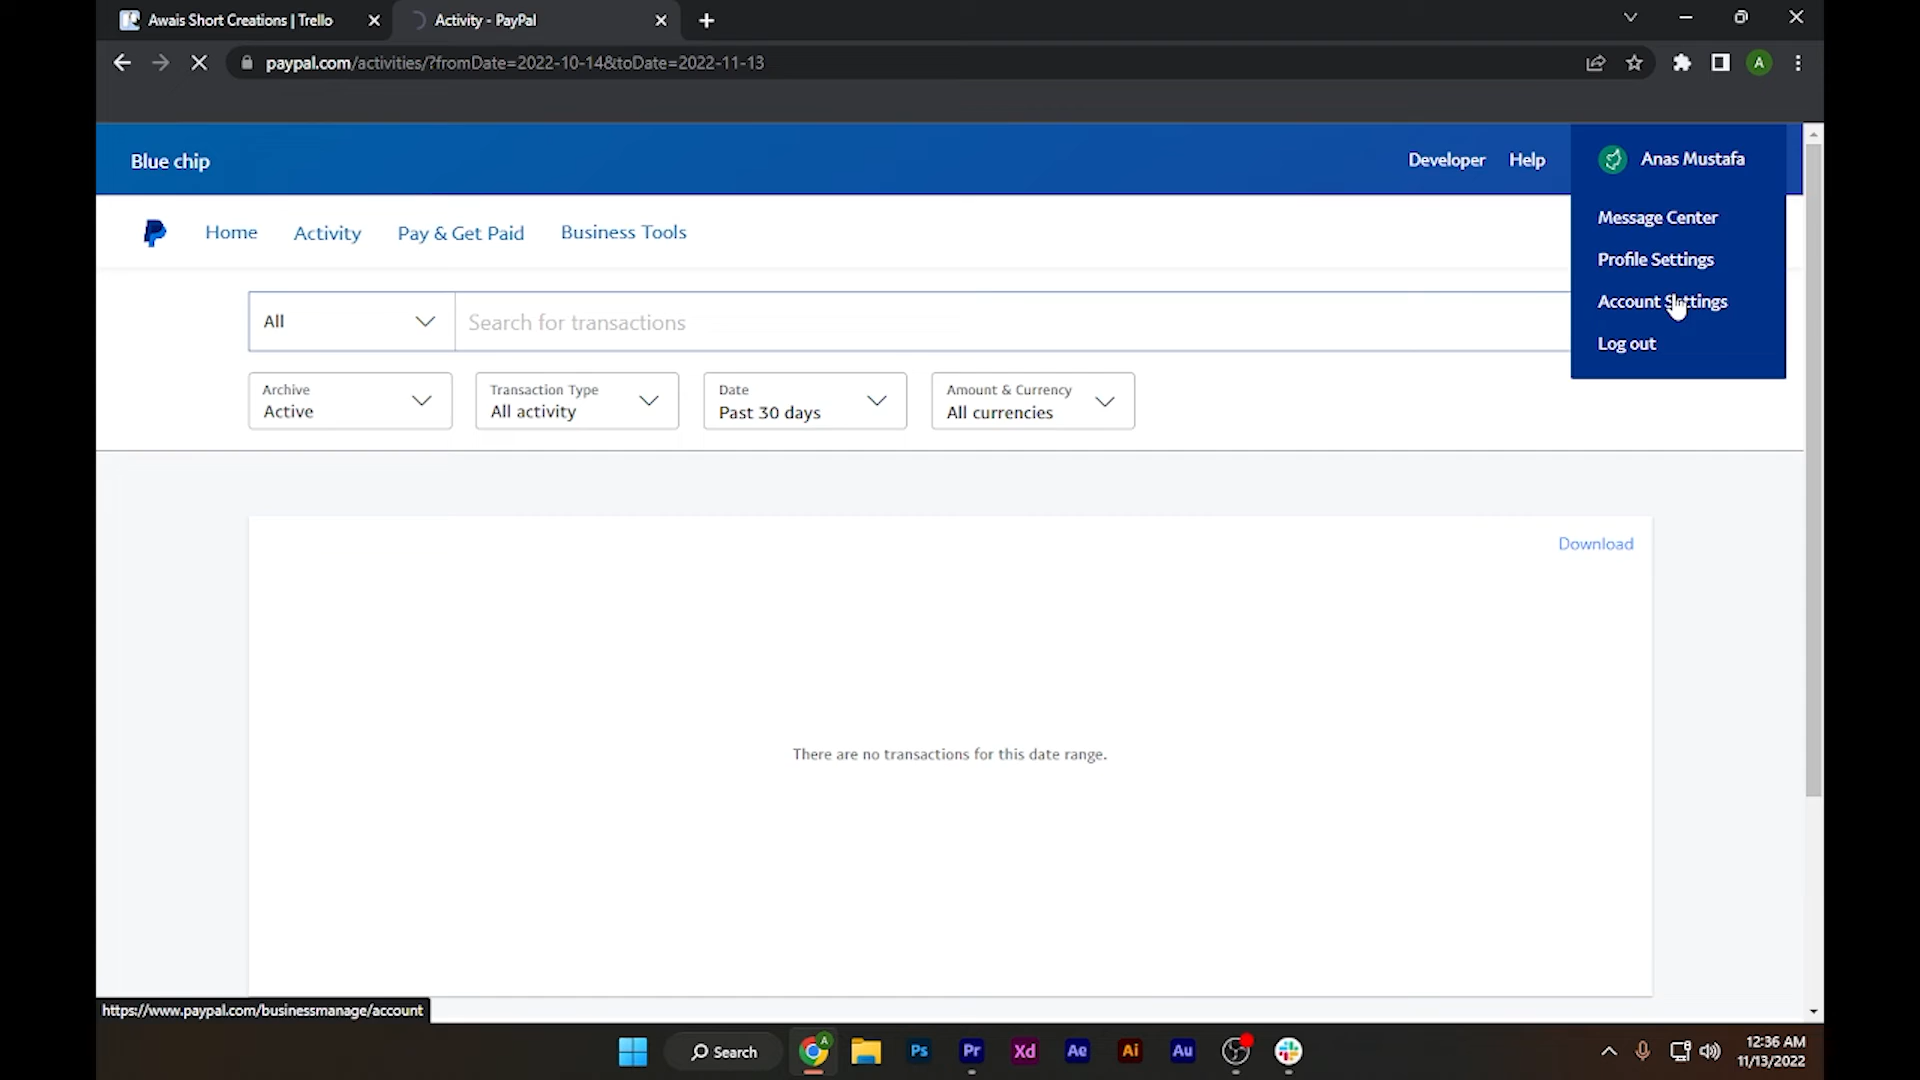 Awais Short Creations | Trello
Activity - PayPal
paypal.com/activities/?fromDate=2022-10-14&toDate=2022-11-13
A
Blue chip
Developer
Help
Anas Mustafa
Message Center
Profile Settings
Account Settings
Log out
Home
Activity
Pay & Get Paid
Business Tools
All
Search for transactions
Archive
Active
Transaction Type
All activity
Date
Past 30 days
Amount & Currency
All currencies
Download
There are no transactions for this date range.
https://www.paypal.com/businessmanage/account
Search
A
Ps
Pr
Xd
Ae
Ai
Au
12:36 AM
11/13/2022